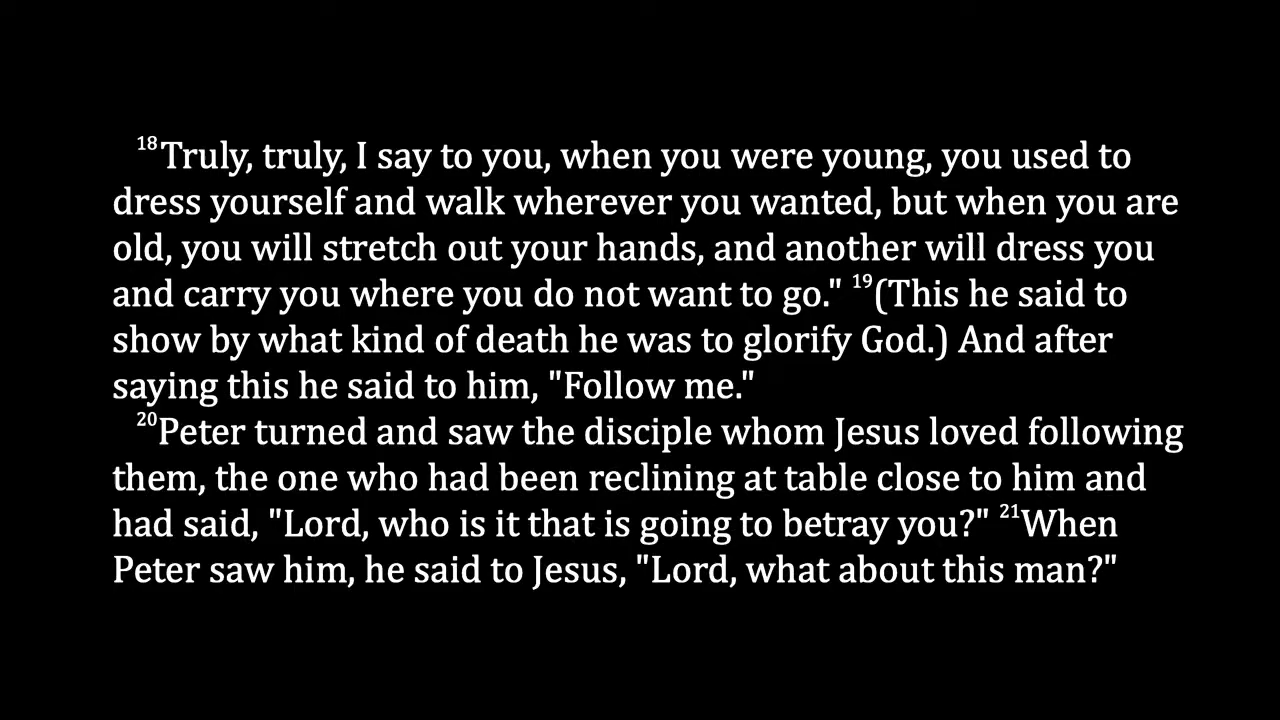 18Truly, truly, I say to you, when you were young, you used to
dress yourself and walk wherever you wanted, but when you are
old, you will stretch out your hands, and another will dress you
and carry you where you do not want to go." 19(This he said to
show by what kind of death he was to glorify God.) And after
saying this he said to him, "Follow me."
20Peter turned and saw the disciple whom Jesus loved following
them, the one who had been reclining at table close to him and
had said, "Lord, who is it that is going to betray you?" 21When
Peter saw him, he said to Jesus, "Lord, what about this man?"